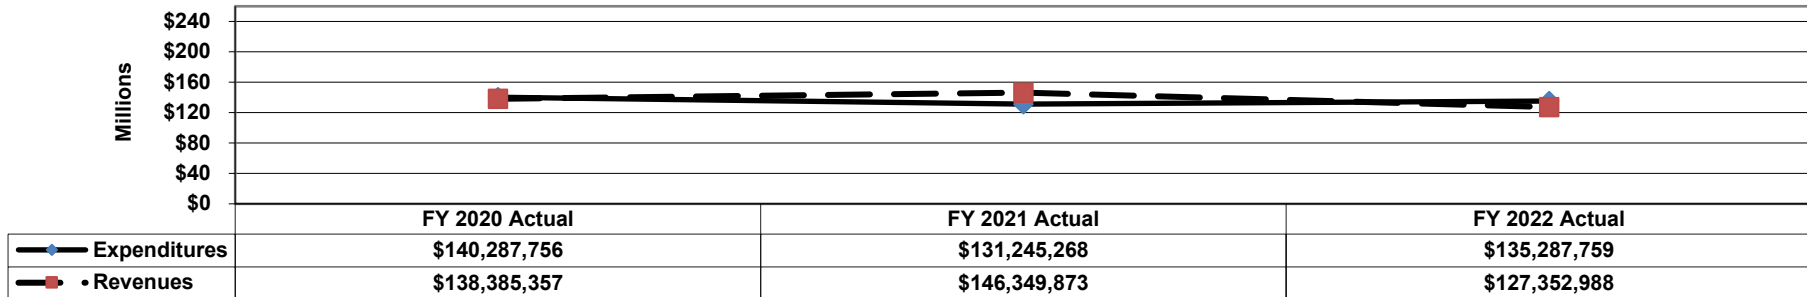 $240
$200
$160
$120
$80
$40
$0
Millions
FY 2020 Actual FY 2021 Actual FY 2022 Actual
Expenditures $140,287,756 $131,245,268 $135,287,759
Revenues $138,385,357 $146,349,873 $127,352,988